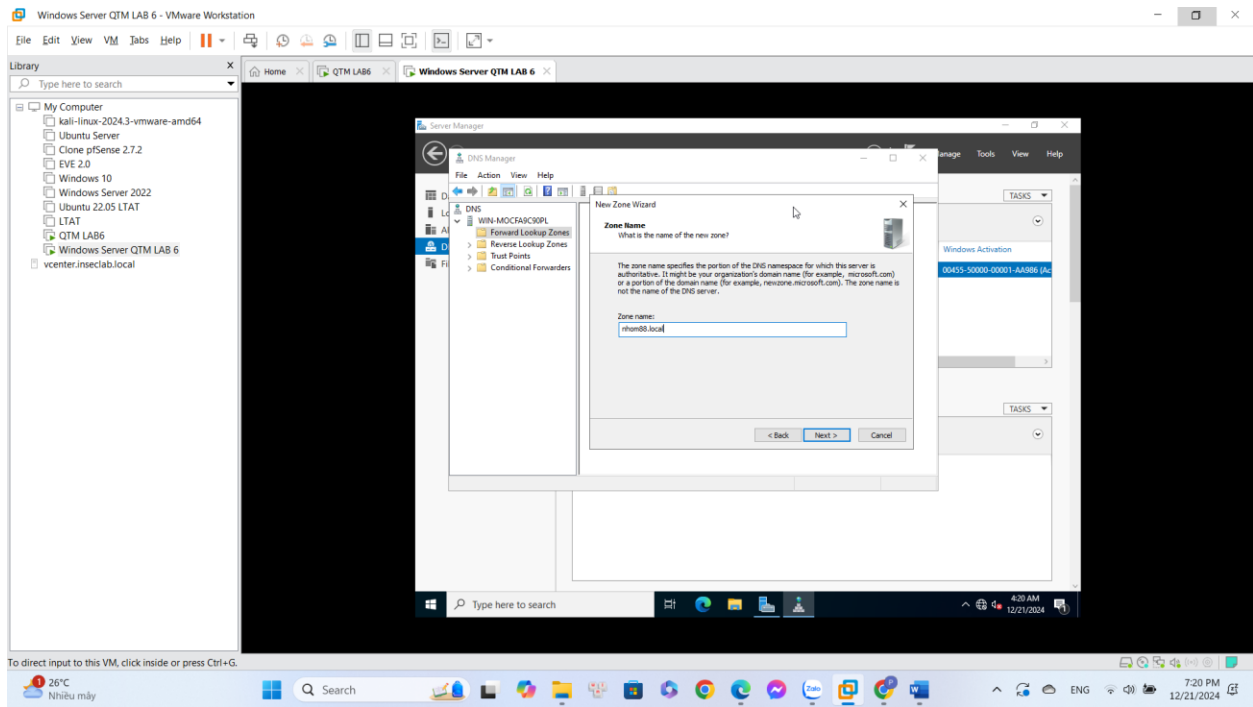 Windows Server QTM LAB 6 - VMware Workstation
File Edit View VM Tabs Help
Library
Type here to search
Home
QTM LAB6
Windows Server QTM LAB 6
My Computer
kali-linux-2024.3-vmware-amd64
Ubuntu Server
Clone pfSense 2.7.2
EVE 2.0
Windows 10
Windows Server 2022
Ubuntu 22.05 LTAT
LTAT
QTM LAB6
Windows Server QTM LAB 6
vcenter.inseclab.local
Server Manager
Tools View Help
TASKS
Windows Activation
00455-50000-00001-AA986 (Ac
TASKS
DNS Manager
File Action View Help
DNS
WIN-MOCFA9C90PL
Forward Lookup Zones
Reverse Lookup Zones
Trust Points
Conditional Forwarders
New Zone Wizard
Zone Name
What is the name of the new zone?
The zone name specifies the portion of the DNS namespace for which this server is
authoritative. It might be your organization's domain name (for example, microsoft.com)
or a portion of the domain name (for example, newzone.microsoft.com). The zone name is
not the name of the DNS server.
Zone name:
nhom88.local
< Back Next > Cancel
Type here to search
4:20 AM
12/21/2024
To direct input to this VM, click inside or press Ctrl+G.
1
26°C
Nhiều mây
Search
Zalo
ENG
7:20 PM
12/21/2024